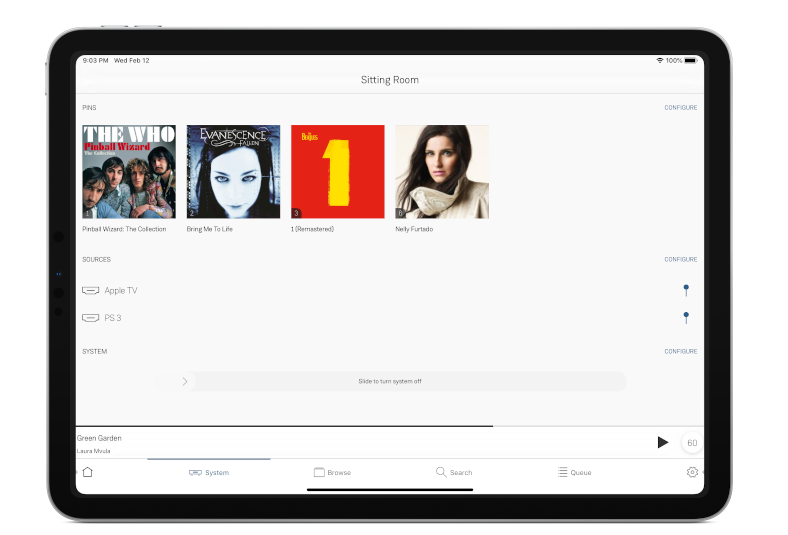 9:03 PM Wed Feb 12
100%
Sitting Room
PINS
CONFIGURE
THE WHO
Pinball Wizard
The Collection
1
EVANESCENCE
FALLEN
2
Beatles
1
3
6
Pinball Wizard: The Collection
Bring Me To Life
1 (Remastered)
Nelly Furtado
SOURCES
CONFIGURE
Apple TV
PS 3
SYSTEM
CONFIGURE
Slide to turn system off
Green Garden
Laura Mvula
60
System
Browse
Search
Queue